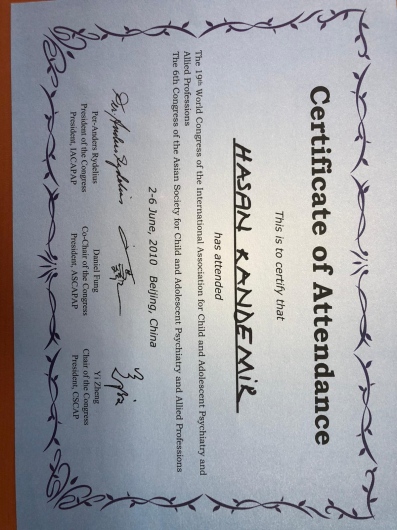 Certificate of Attendance
This is to certify that
HASAN KANDEMİR
has attended
The 19th World Congress of the International Association for Child and Adolescent Psychiatry and
Allied Professions
The 6th Congress of the Asian Society for Child and Adolescent Psychiatry and Allied Professions
2-6 June, 2010 Beijing, China
Per-Anders Rydelius
President of the Congress
President, IACAPAP
Daniel Fung
Co-Chair of the Congress
President, ASCAPAP
Yi Zheng
Chair of the Congress
President, CSCAP